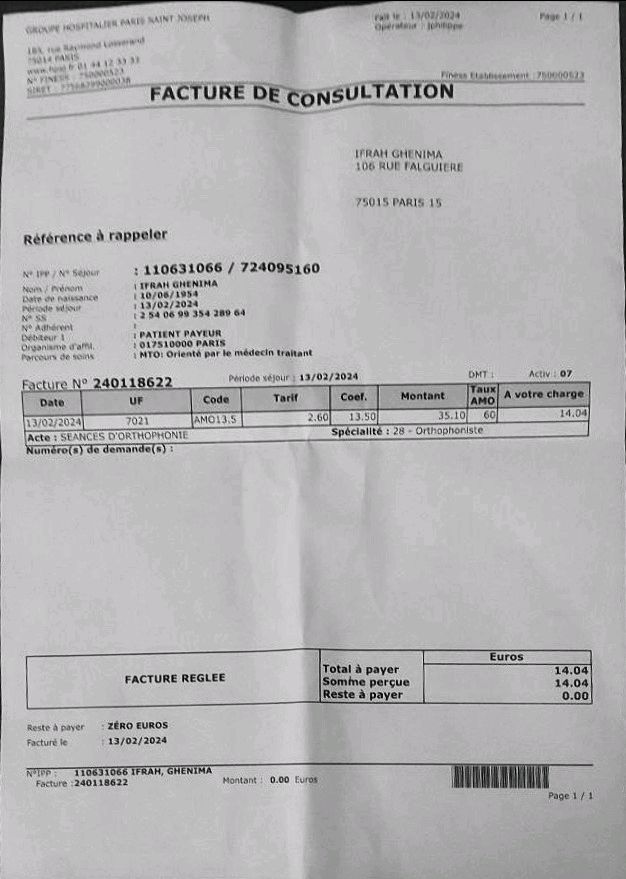 GROUPE HOSPITALIER PARIS SAINT JOSEPH
Fait le : 13/02/2024
Page 1 / 1
185, rue Raymond Losserand
75014 PARIS
www.hpsj.fr 01 44 12 33 33
N° FINESS : 750000523
Finess Etablissement : 750000523
FACTURE DE CONSULTATION
IFRAH GHENIMA
106 RUE FALGUIERE
75015 PARIS 15
Référence à rappeler
N° IPP / N° Séjour : 110631066 / 724095160
Nom / Prénom : IFRAH GHENIMA
Date de naissance : 10/06/1954
Période séjour : 13/02/2024
N° SS : 2 54 06 99 354 289 64
N° Adhérent :
Débiteur 1 : PATIENT PAYEUR
Organisme d'affil. : 017510000 PARIS
Parcours de soins : MTO: Orienté par le médecin traitant
Facture N° 240118622 Période séjour : 13/02/2024 DMT : Activ : 07
Date UF Code Tarif Coef. Montant Taux AMO A votre charge
13/02/2024 7021 AMO13.5 2.60 13.50 35.10 60 14.04
Acte : SEANCES D'ORTHOPHONIE Spécialité : 28 - Orthophoniste
Numéro(s) de demande(s) :
Euros
FACTURE REGLEE
Total à payer 14.04
Somme perçue 14.04
Reste à payer 0.00
Reste à payer : ZÉRO EUROS
Facturé le : 13/02/2024
N°IPP : 110631066 IFRAH, GHENIMA
Facture :240118622 Montant : 0.00 Euros
Page 1 / 1